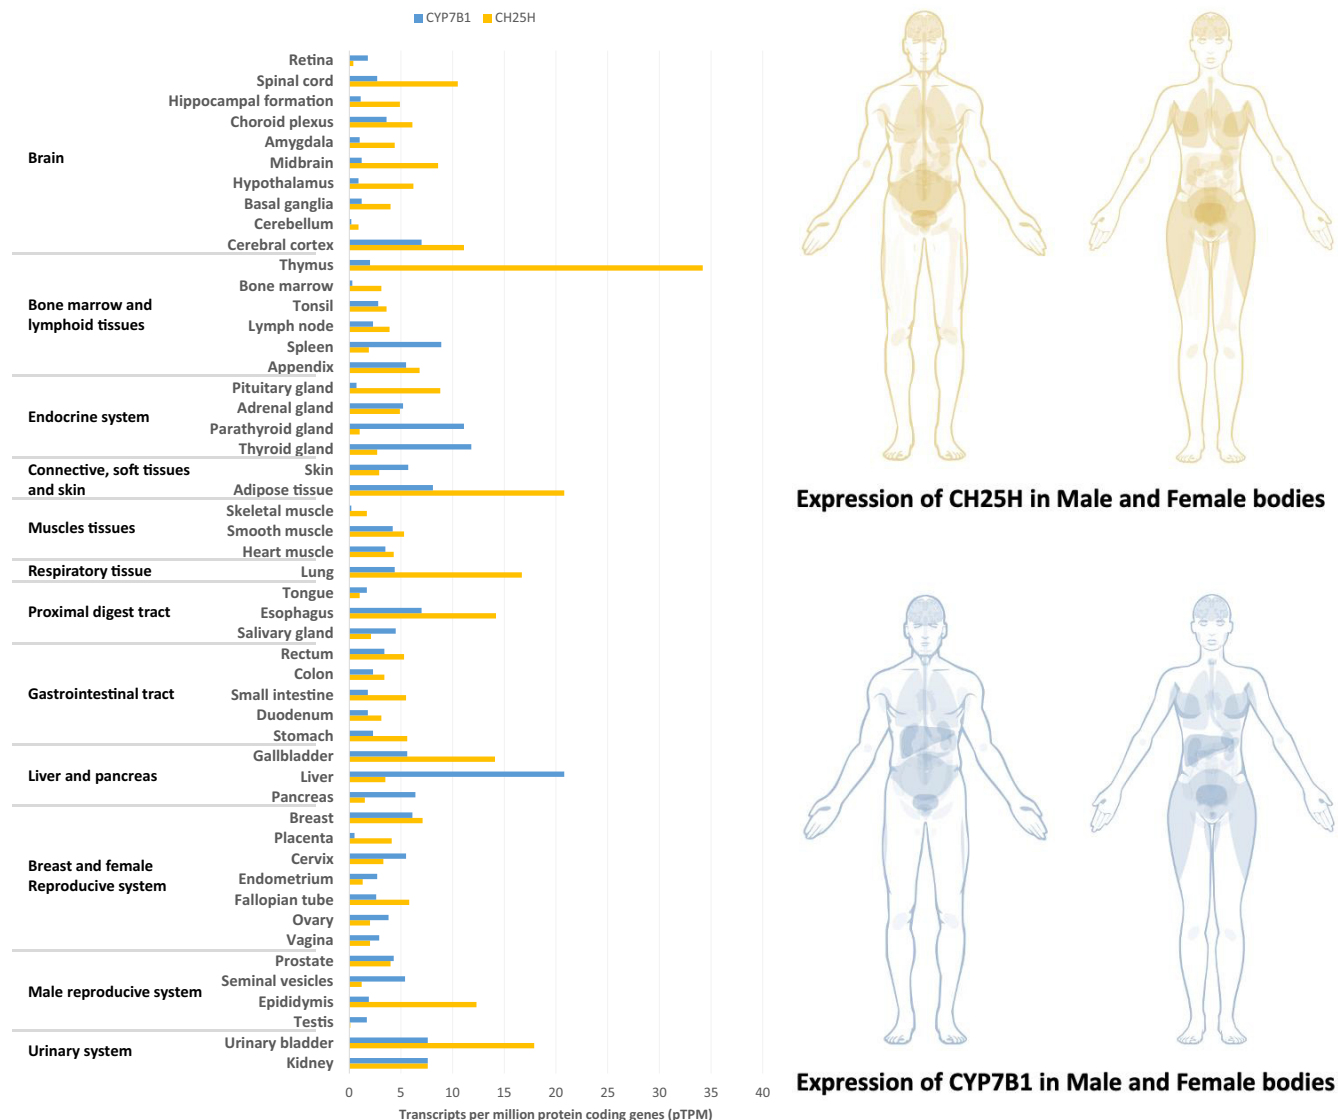 CYP7B1 CH25H
Retina
Spinal cord
Hippocampal formation
Choroid plexus
Amygdala
Brain
Midbrain
Hypothalamus
Basal ganglia
Cerebellum
Cerebral cortex
Thymus
Bone marrow
Bone marrow and
lymphoid tissues
Tonsil
Lymph node
Spleen
Appendix
Pituitary gland
Adrenal gland
Endocrine system
Parathyroid gland
Thyroid gland
Connective, soft tissues
and skin
Skin
Adipose tissue
Skeletal muscle
Muscles tissues
Smooth muscle
Heart muscle
Respiratory tissue
Lung
Tongue
Proximal digest tract
Esophagus
Salivary gland
Rectum
Colon
Gastrointestinal tract
Small intestine
Duodenum
Stomach
Gallbladder
Liver and pancreas
Liver
Pancreas
Breast
Placenta
Breast and female
Reproducive system
Cervix
Endometrium
Fallopian tube
Ovary
Vagina
Prostate
Seminal vesicles
Male reproducive system
Epididymis
Testis
Urinary system
Urinary bladder
Kidney
0 5 10 15 20 25 30 35 40
Transcripts per million protein coding genes (pTPM)
Expression of CH25H in Male and Female bodies
Expression of CYP7B1 in Male and Female bodies